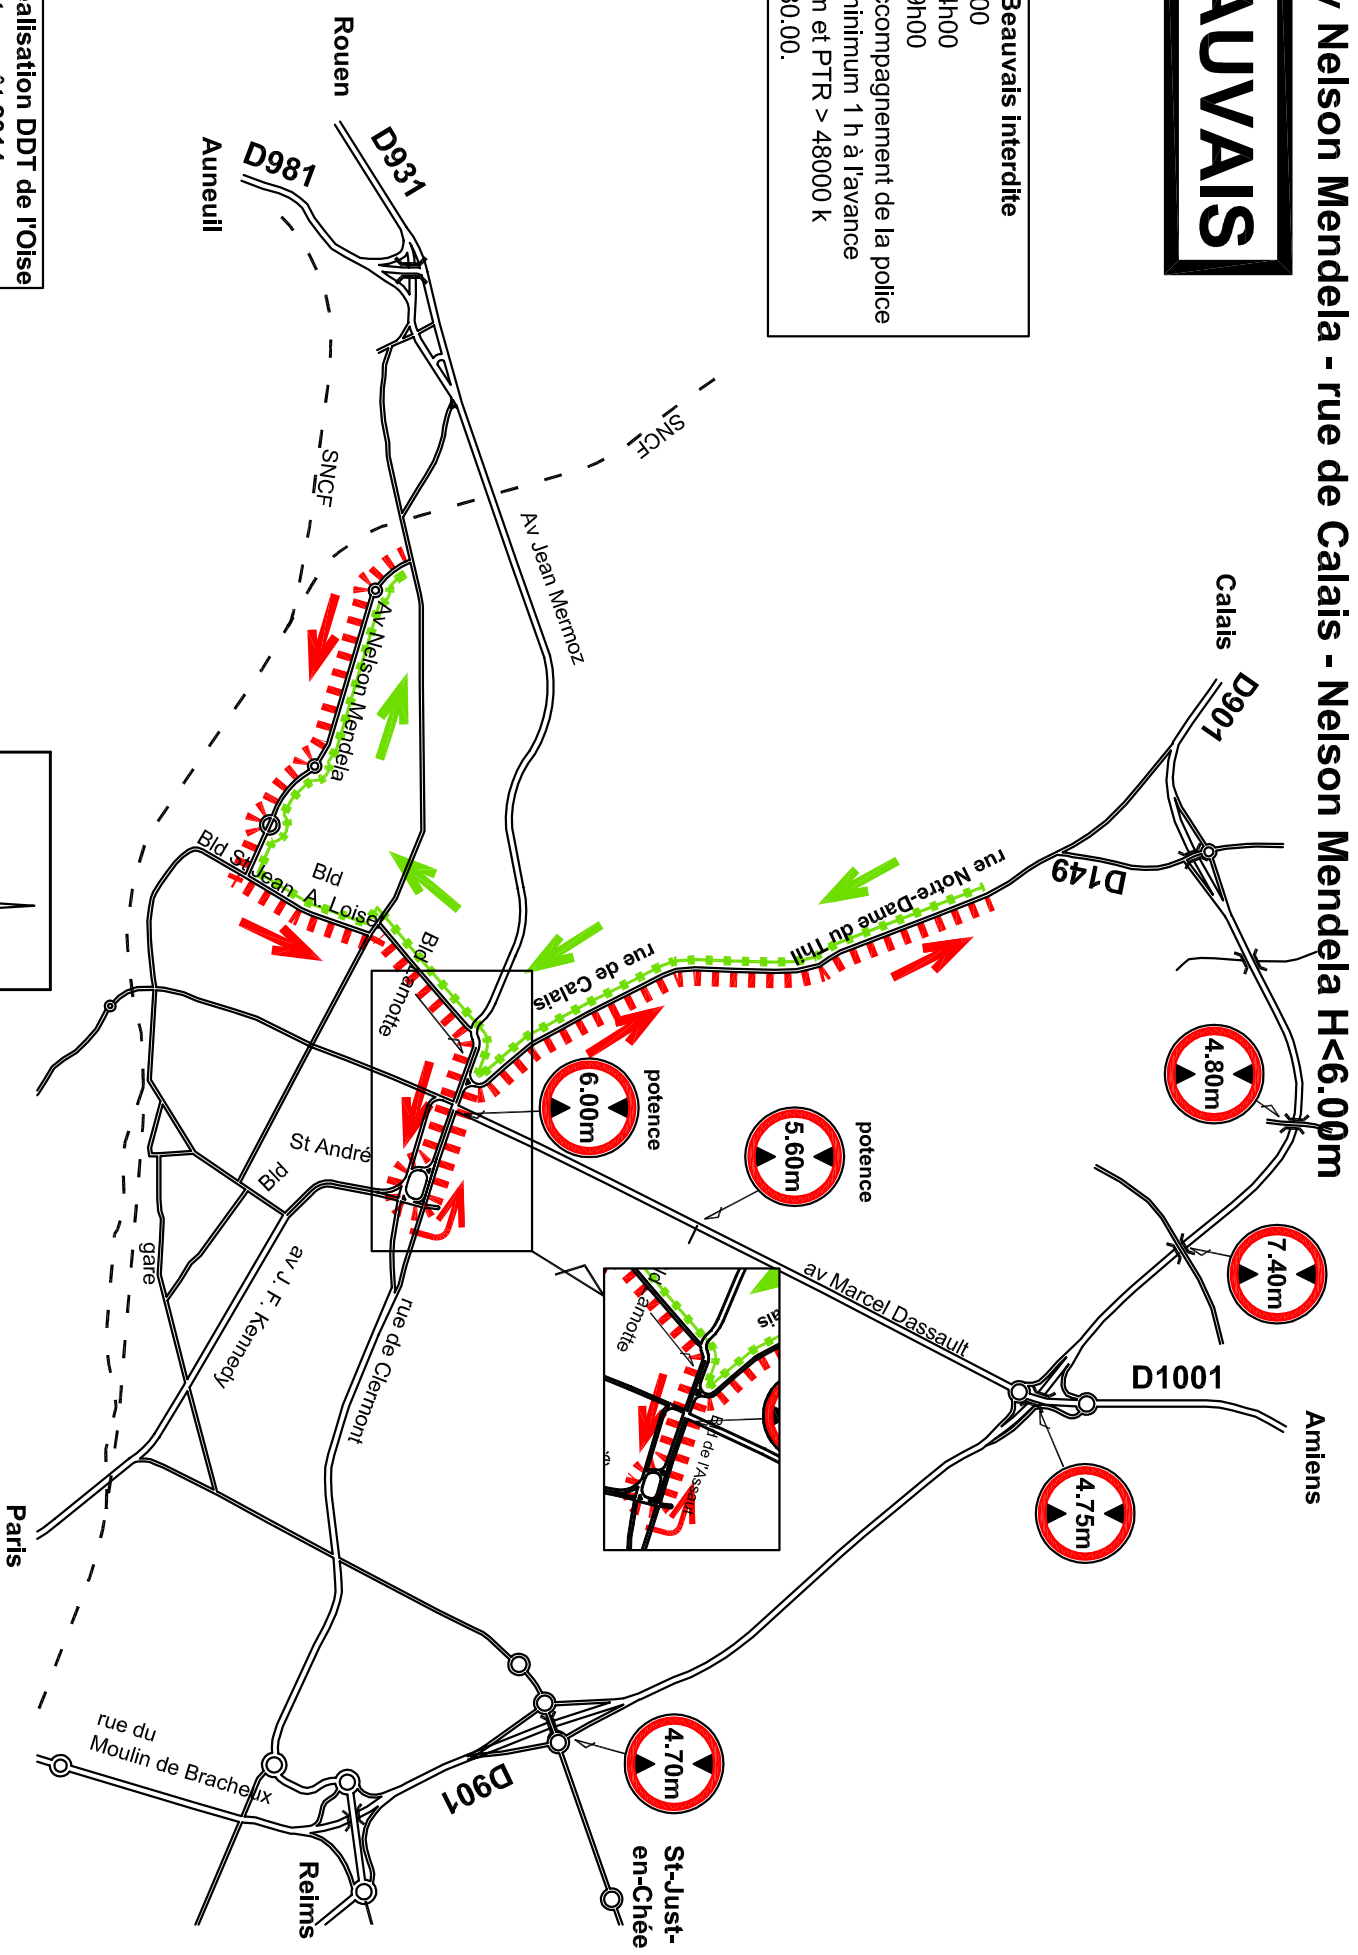 Nelson Mendela - rue de Calais - Nelson Mendela H<6.00m
AUVAIS
Beauvais interdite
00
h00
9h00
ccompagnement de la police
minimum 1 h à l'avance
m et PTR > 48000 k
30.00.
alisation DDT de l'Oise
Rouen
D931
D981
Auneuil
SNCF
SNCF
Av Jean Mermoz
Av Nelson Mendela
Bld St Jean
Bld
A. Loisel
Bld Lamotte
Calais
D901
D149
rue Notre-Dame du Thil
rue de Calais
4.80m
7.40m
potence
6.00m
potence
5.60m
av Marcel Dassault
D1001
Amiens
4.75m
St André
Bld
gare
av J. F. Kennedy
rue de Clermont
amotte
ais
Bld de l'Assaut
é
Paris
4.70m
D901
St-Just-
en-Chée
rue du
Moulin de Bracheux
Reims